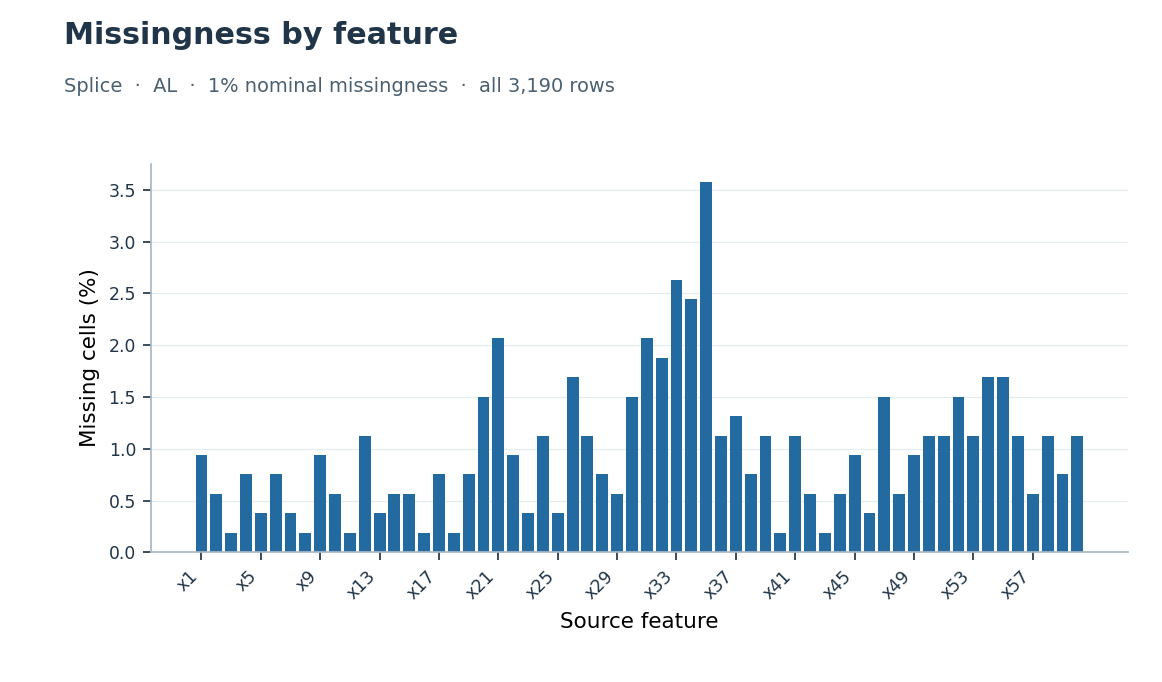 Missingness by feature
Splice · AL · 1% nominal missingness · all 3,190 rows
Missing cells (%)
3.5
3.0
2.5
2.0
1.5
1.0
0.5
0.0
x1 x5 x9 x13 x17 x21 x25 x29 x33 x37 x41 x45 x49 x53 x57
Source feature